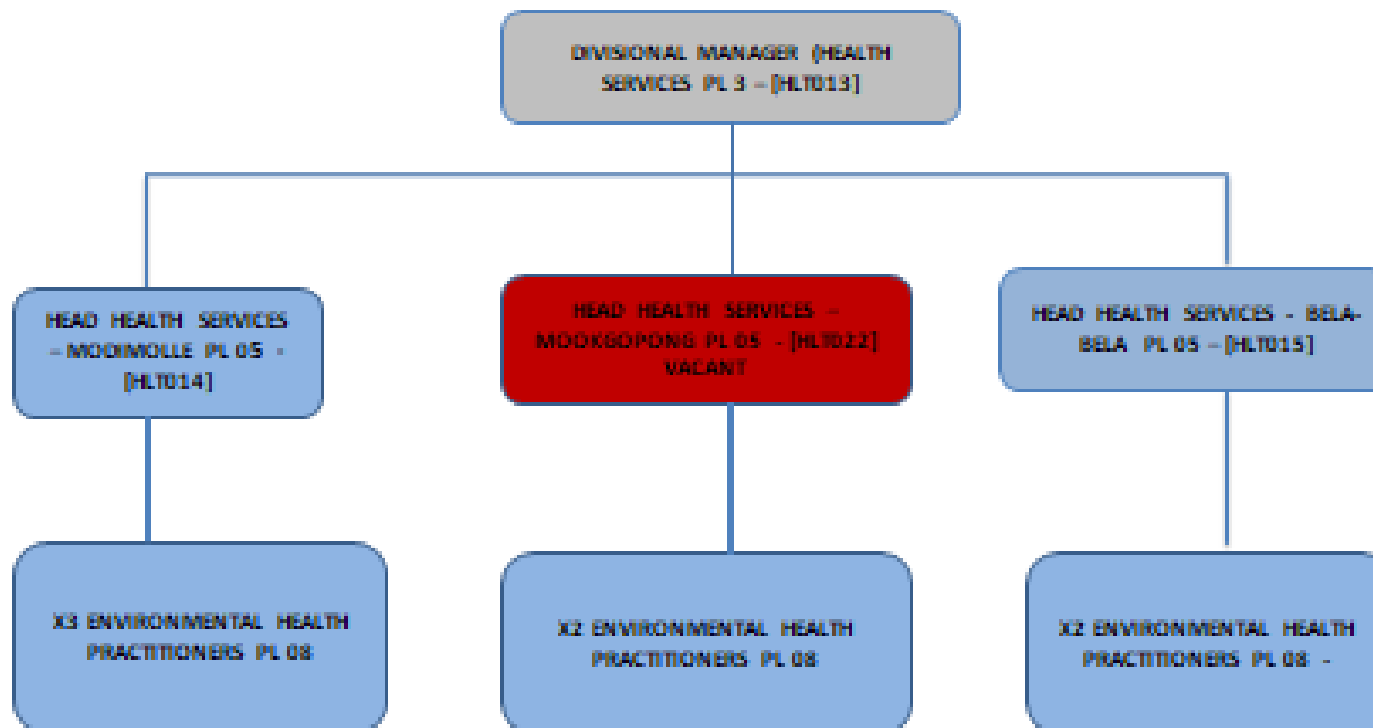 DIVISIONAL MANAGER (HEALTH
SERVICES PL 3 – [HLT013]
HEAD HEALTH SERVICES
– MODIMOLLE PL 05 -
[HLT014]
HEAD HEALTH SERVICES –
MOOKGOPONG PL 05 - [HLT022]
VACANT
HEAD HEALTH SERVICES - BELA-
BELA PL 05 – [HLT015]
X3 ENVIRONMENTAL HEALTH
PRACTITIONERS PL 08
X2 ENVIRONMENTAL HEALTH
PRACTITIONERS PL 08
X2 ENVIRONMENTAL HEALTH
PRACTITIONERS PL 08 -